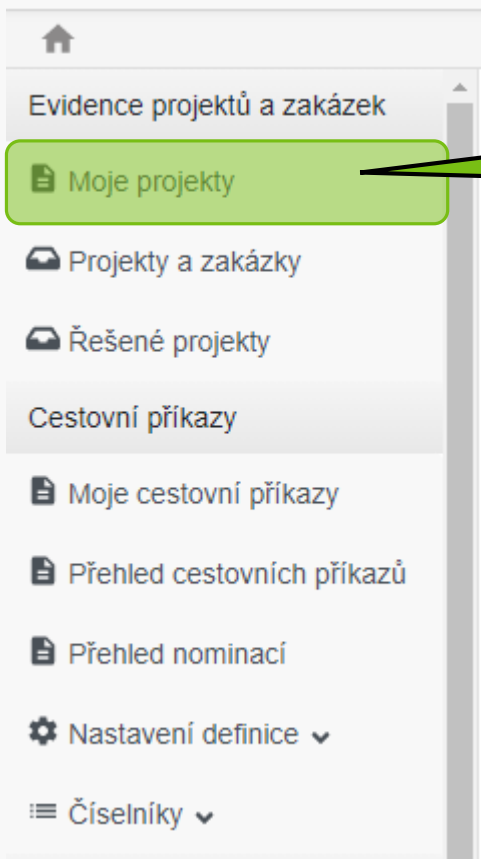 Evidence projektů a zakázek
Moje projekty
Projekty a zakázky
Řešené projekty
Cestovní příkazy
Moje cestovní příkazy
Přehled cestovních příkazů
Přehled nominací
Nastavení definice
Číselníky